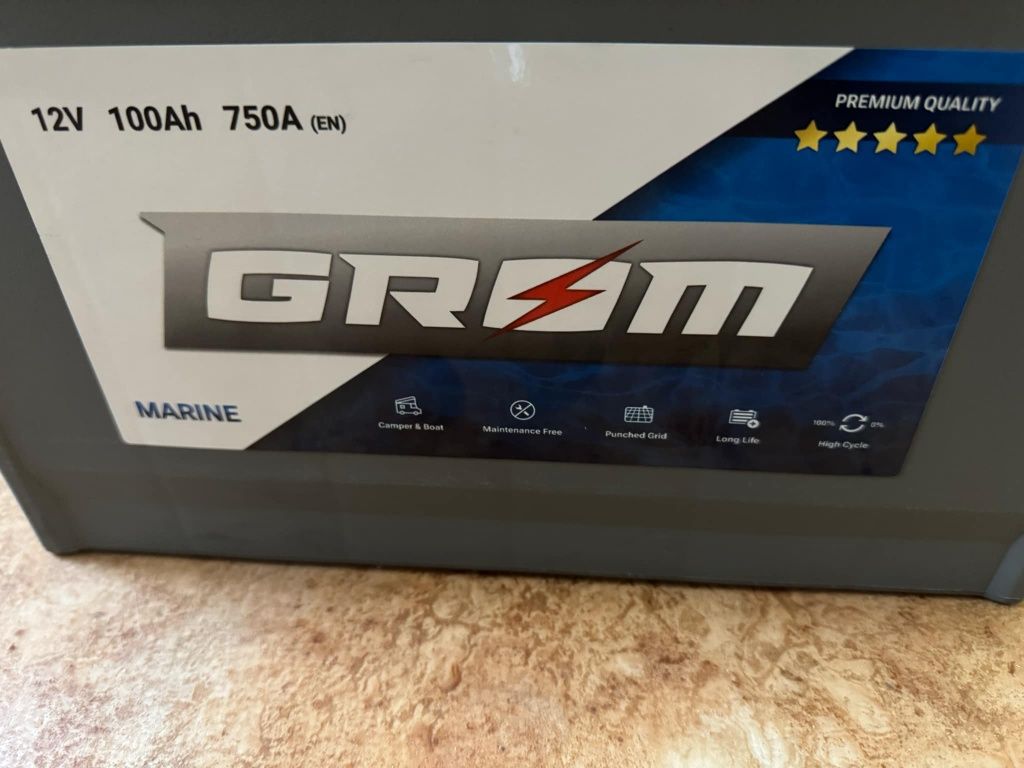 12V 100Ah 750A (EN)
PREMIUM QUALITY
GROM
MARINE
Camper & Boat
Maintenance Free
Punched Grid
Long Life
100% 0%
High Cycle